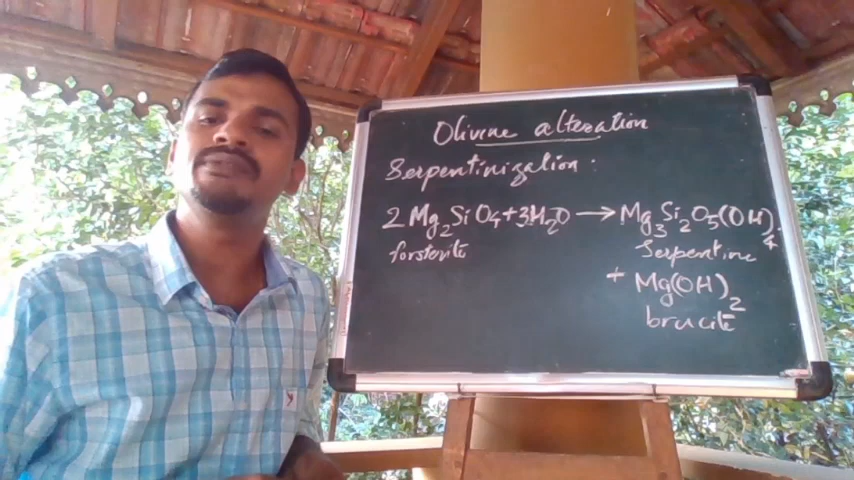 Olivine alteration
Serpentinization:
2Mg₂SiO₄+3H₂O → Mg₃Si₂O₅(OH)₄
forsterite Serpentine
+ Mg(OH)₂
brucite